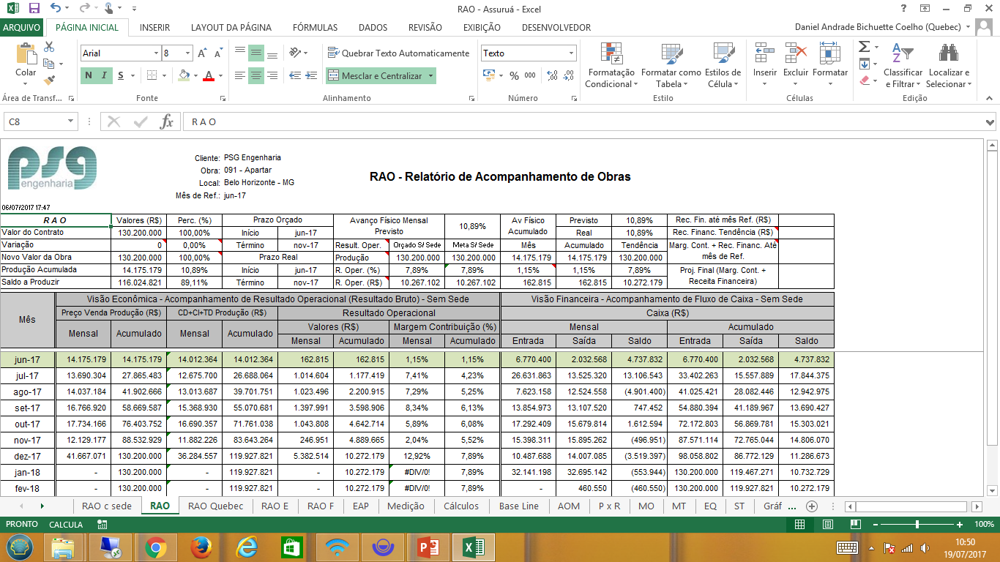 RAO - Assuruá - Excel
ARQUIVO PÁGINA INICIAL INSERIR LAYOUT DA PÁGINA FÓRMULAS DADOS REVISÃO EXIBIÇÃO DESENVOLVEDOR Daniel Andrade Bichuette Coelho (Quebec)
Colar
Arial 8
Quebrar Texto Automaticamente
Texto
N I S
Mesclar e Centralizar
% 000
Formatação Condicional
Formatar como Tabela
Estilos de Célula
Inserir Excluir Formatar
Classificar e Filtrar
Localizar e Selecionar
Área de Transf... Fonte Alinhamento Número Estilo Células Edição
C8 fx R A O
psg engenharia
Cliente: PSG Engenharia
Obra: 091 - Apartar
Local: Belo Horizonte - MG
Mês de Ref.: jun-17
RAO - Relatório de Acompanhamento de Obras
06/07/2017 17:47
R A O Valores (R$) Perc. (%) Prazo Orçado Avanço Físico Mensal Previsto 10,89% Av Físico Acumulado Previsto 10,89% Rec. Fin. até mês Ref. (R$)
Valor do Contrato 130.200.000 100,00% Início jun-17 Real 10,89% Rec. Financ. Tendência (R$)
Variação 0 0,00% Término nov-17 Result. Oper. Orçado S/ Sede Meta S/ Sede Mês Acumulado Tendência Marg. Cont. + Rec. Financ. Até mês de Ref.
Novo Valor da Obra 130.200.000 100,00% Prazo Real Produção 130.200.000 130.200.000 14.175.179 14.175.179 130.200.000
Produção Acumulada 14.175.179 10,89% Início jun-17 R. Oper. (%) 7,89% 7,89% 1,15% 1,15% 7,89% Proj. Final (Marg. Cont. + Receita Financeira)
Saldo a Produzir 116.024.821 89,11% Término nov-17 R. Oper. (R$) 10.267.102 10.267.102 162.815 162.815 10.272.179
Mês Visão Econômica - Acompanhamento de Resultado Operacional (Resultado Bruto) - Sem Sede Visão Financeira - Acompanhamento de Fluxo de Caixa - Sem Sede
Preço Venda Produção (R$) CD+CI+TD Produção (R$) Resultado Operacional Caixa (R$)
Mensal Acumulado Mensal Acumulado Valores (R$) Margem Contribuição (%) Mensal Acumulado
Mensal Acumulado Mensal Acumulado Entrada Saída Saldo Entrada Saída Saldo
jun-17 14.175.179 14.175.179 14.012.364 14.012.364 162.815 162.815 1,15% 1,15% 6.770.400 2.032.568 4.737.832 6.770.400 2.032.568 4.737.832
jul-17 13.690.304 27.865.483 12.675.700 26.688.064 1.014.604 1.177.419 7,41% 4,23% 26.631.863 13.525.320 13.106.543 33.402.263 15.557.889 17.844.375
ago-17 14.037.184 41.902.666 13.013.687 39.701.751 1.023.496 2.200.915 7,29% 5,25% 7.623.158 12.524.558 (4.901.400) 41.025.421 28.082.446 12.942.975
set-17 16.766.920 58.669.587 15.368.930 55.070.681 1.397.991 3.598.906 8,34% 6,13% 13.854.973 13.107.520 747.452 54.880.394 41.189.967 13.690.427
out-17 17.734.166 76.403.752 16.690.357 71.761.038 1.043.808 4.642.714 5,89% 6,08% 17.292.409 15.679.814 1.612.594 72.172.803 56.869.781 15.303.021
nov-17 12.129.177 88.532.929 11.882.226 83.643.264 246.951 4.889.665 2,04% 5,52% 15.398.311 15.895.262 (496.951) 87.571.114 72.765.044 14.806.070
dez-17 41.667.071 130.200.000 36.284.557 119.927.821 5.382.514 10.272.179 12,92% 7,89% 10.487.688 14.007.085 (3.519.397) 98.058.802 86.772.129 11.286.673
jan-18 - 130.200.000 - 119.927.821 - 10.272.179 #DIV/0! 7,89% 32.141.198 32.695.142 (553.944) 130.200.000 119.467.271 10.732.729
fev-18 - 130.200.000 - 119.927.821 - 10.272.179 #DIV/0! 7,89% - 460.550 (460.550) 130.200.000 119.927.821 10.272.179
RAO c sede RAO RAO Quebec RAO E RAO F EAP Medição Cálculos Base Line AOM P x R MO MT EQ ST Gráf ...
PRONTO CALCULA 100%
10:50
19/07/2017